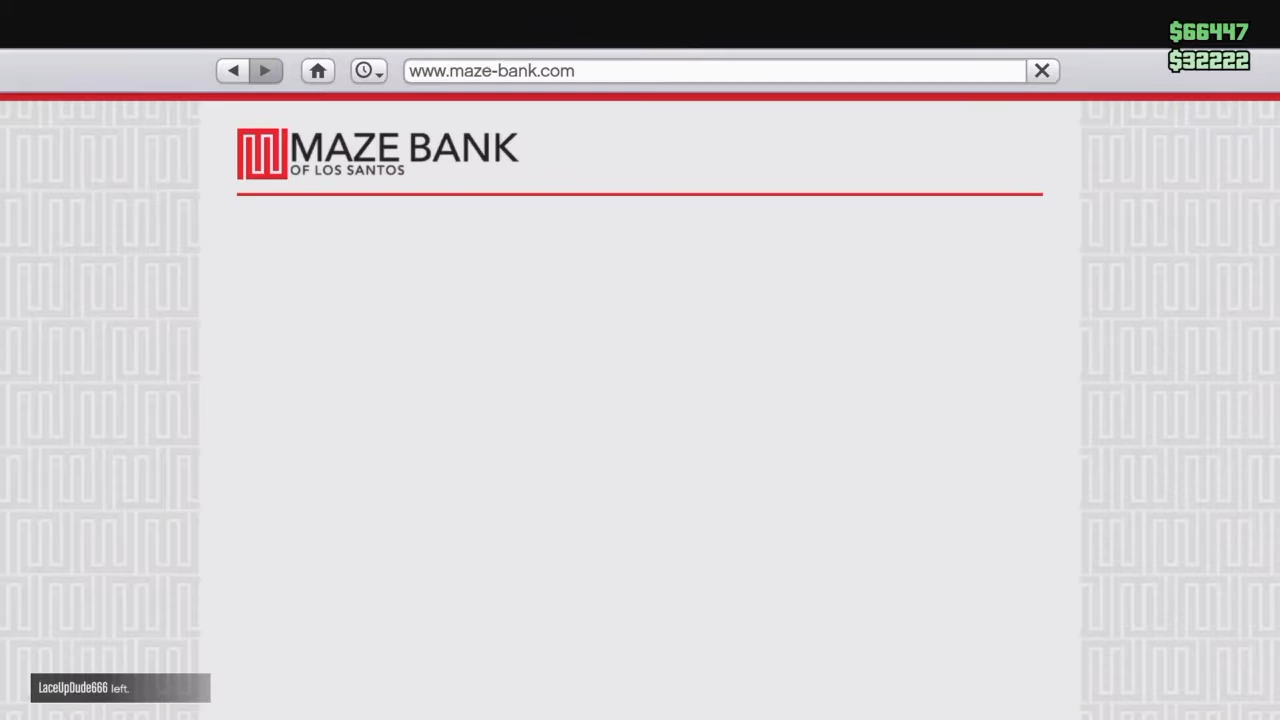 $66447
$32222
www.maze-bank.com
MAZE BANK
OF LOS SANTOS
LaceUpDude666 left.